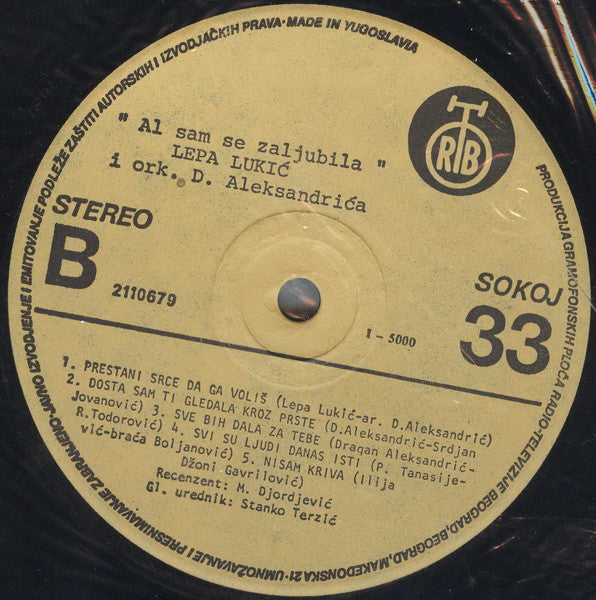 " Al sam se zaljubila "
LEPA LUKIĆ
i ork. D. Aleksandrića
RTB
STEREO
B
2110679
SOKOJ
33
1 - 5000
1. PRESTANI SRCE DA GA VOLIŠ (Lepa Lukić-ar. D.Aleksandrić)
2. DOSTA SAM TI GLEDALA KROZ PRSTE (D.Aleksandrić-Srdjan
Jovanović) 3. SVE BIH DALA ZA TEBE (Dragan Aleksandrić-
R.Todorović) 4. SVI SU LJUDI DANAS ISTI (P. Tanasije-
vić-braća Boljanović) 5. NISAM KRIVA (Ilija
Džoni Gavrilović)
Recenzent: M. Djordjević
Gl. urednik: Stanko Terzić
PRODUKCIJA GRAMOFONSKIH PLOČA RADIO-TELEVIZIJE BEOGRAD, BEOGRAD, MAKEDONSKA 21 · UMNOŽAVANJE I PRESNIMAVANJE ZABRANJENO · JAVNO IZVODJENJE I EMITOVANJE PODLEŽE ZAŠTITI AUTORSKIH I IZVODJAČKIH PRAVA · MADE IN YUGOSLAVIA